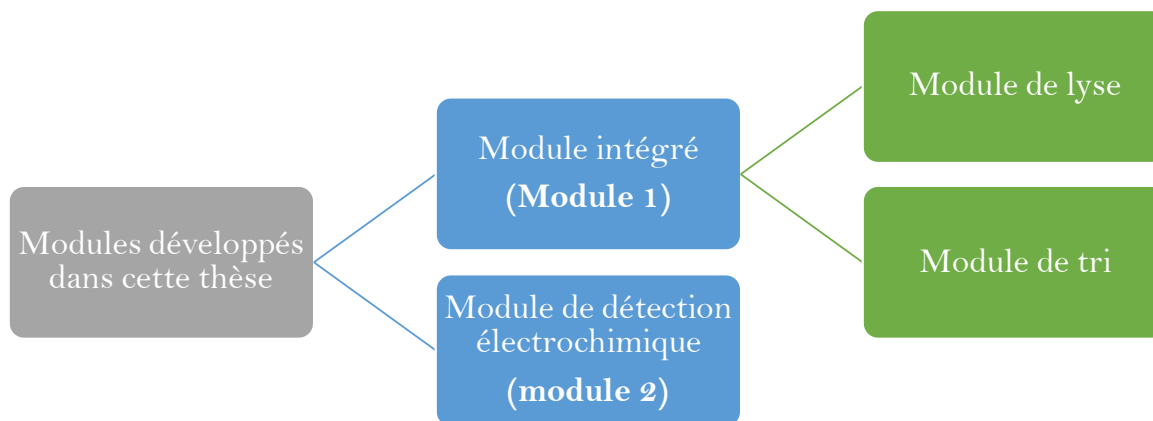 Modules développés
dans cette thèse
Module intégré
(Module 1)
Module de détection
électrochimique
(module 2)
Module de lyse
Module de tri